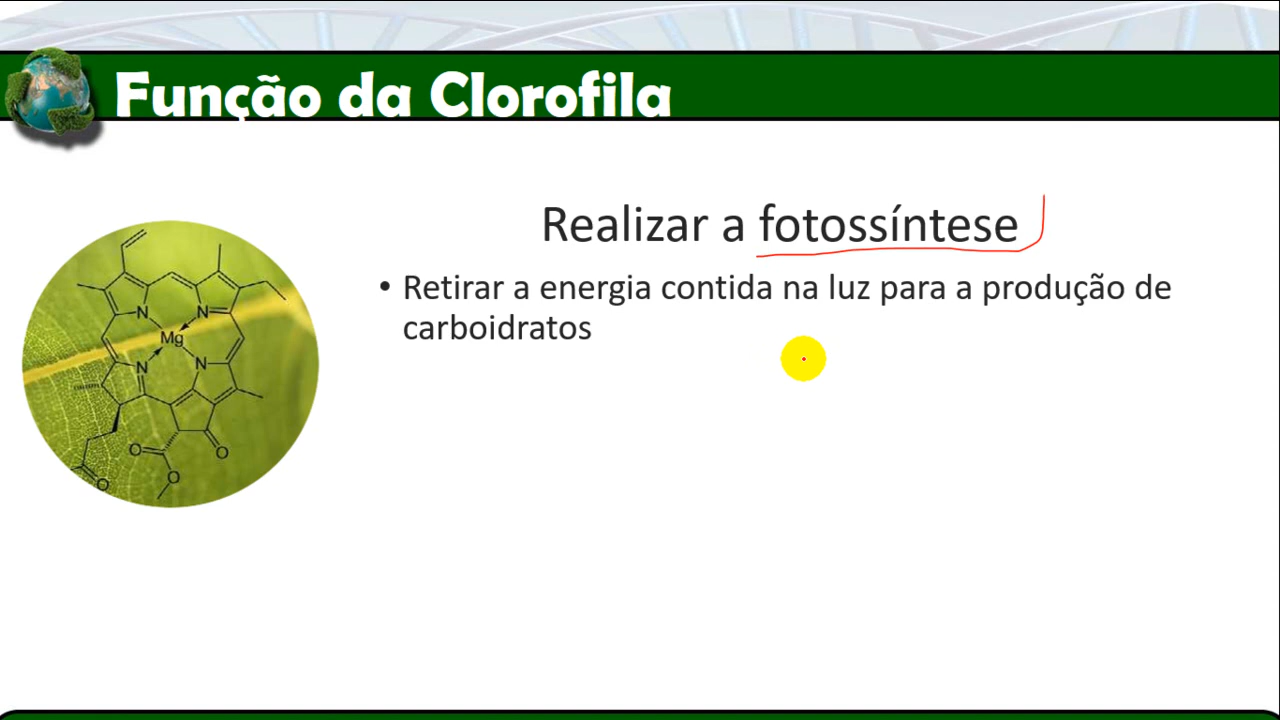 Função da Clorofila
Realizar a fotossíntese
• Retirar a energia contida na luz para a produção de
carboidratos
N
N
Mg
N
N
O
O
O
O